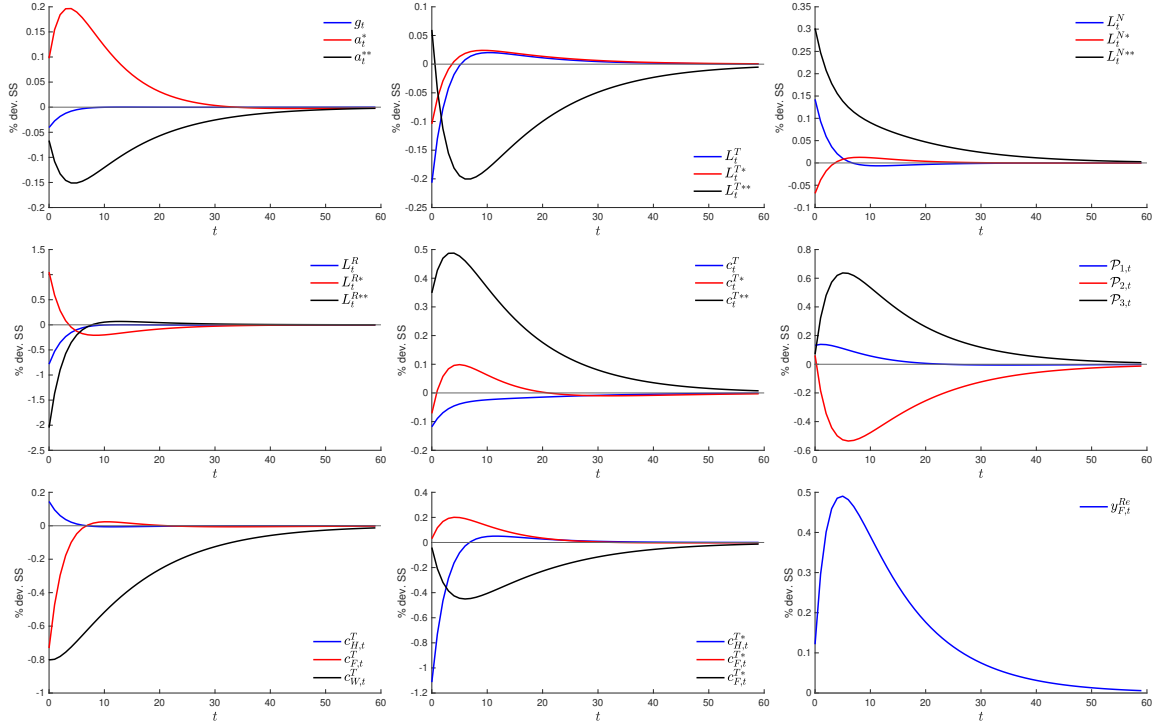 0.2
0.15
0.1
0.05
0
-0.05
-0.1
-0.15
0.2
% dev. SS
0 10 20 30 40 50 60
t
g_t
a_t^*
a_t^{**}
0.1
0.05
0
-0.05
-0.1
-0.15
-0.2
-0.25
% dev. SS
0 10 20 30 40 50 60
t
L_t^T
L_t^{T*}
L_t^{T**}
0.35
0.3
0.25
0.2
0.15
0.1
0.05
0
-0.05
-0.1
% dev. SS
0 10 20 30 40 50 60
t
L_t^N
L_t^{N*}
L_t^{N**}
1.5
1
0.5
0
-0.5
-1
-1.5
-2
-2.5
% dev. SS
0 10 20 30 40 50 60
t
L_t^R
L_t^{R*}
L_t^{R**}
0.5
0.4
0.3
0.2
0.1
0
-0.1
-0.2
% dev. SS
0 10 20 30 40 50 60
t
c_t^T
c_t^{T*}
c_t^{T**}
0.8
0.6
0.4
0.2
0
-0.2
-0.4
-0.6
% dev. SS
0 10 20 30 40 50 60
t
𝒫_{1,t}
𝒫_{2,t}
𝒫_{3,t}
0.2
0
-0.2
-0.4
-0.6
-0.8
-1
% dev. SS
0 10 20 30 40 50 60
t
c_{H,t}^T
c_{F,t}^T
c_{W,t}^T
0.4
0.2
0
-0.2
-0.4
-0.6
-0.8
-1
-1.2
% dev. SS
0 10 20 30 40 50 60
t
c_{H,t}^{T*}
c_{F,t}^{T*}
c_{F,t}^{T*}
0.5
0.4
0.3
0.2
0.1
0
% dev. SS
0 10 20 30 40 50 60
t
y_{F,t}^{Re}